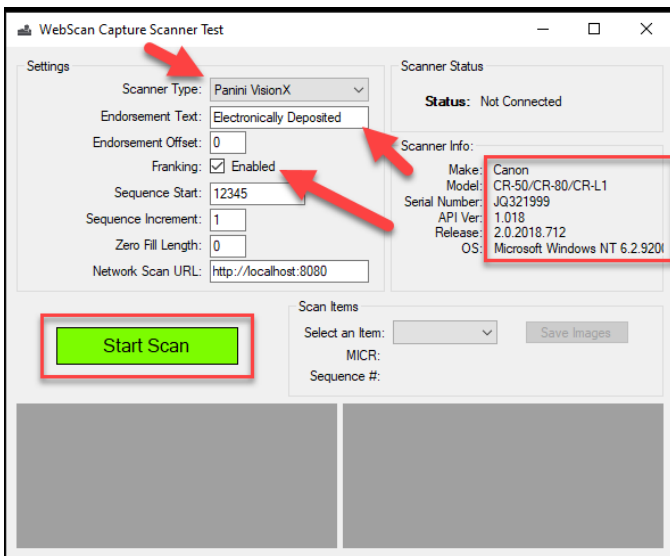 WebScan Capture Scanner Test
Settings
Scanner Type: Panini VisionX
Endorsement Text: Electronically Deposited
Endorsement Offset: 0
Franking: Enabled
Sequence Start: 12345
Sequence Increment: 1
Zero Fill Length: 0
Network Scan URL: http://localhost:8080
Start Scan
Scanner Status
Status: Not Connected
Scanner Info:
Make: Canon
Model: CR-50/CR-80/CR-L1
Serial Number: JQ321999
API Ver: 1.018
Release: 2.0.2018.712
OS: Microsoft Windows NT 6.2.920
Scan Items
Select an Item:
Save Images
MICR:
Sequence #: